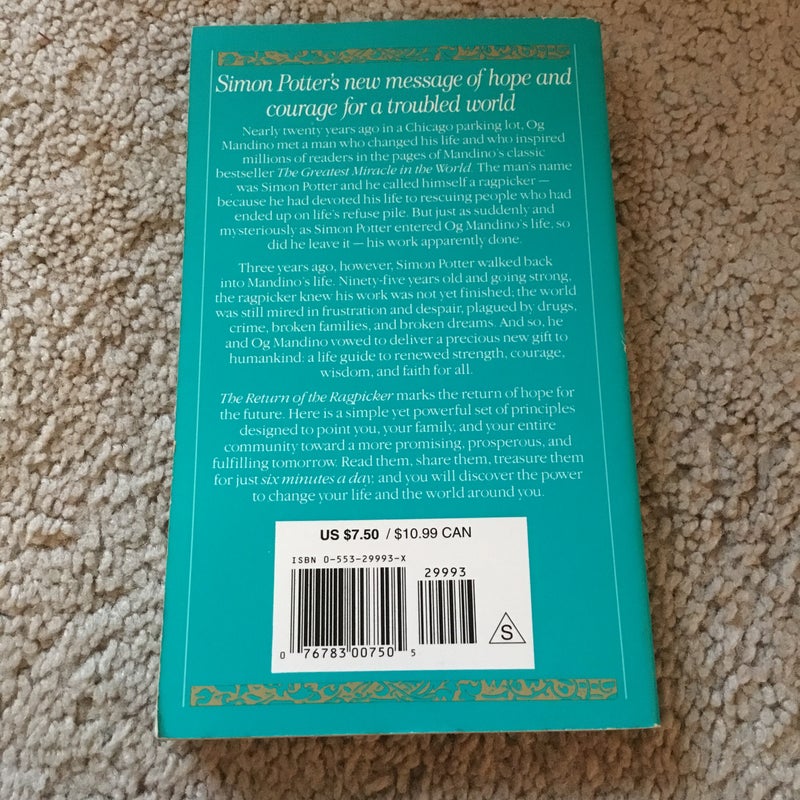 Simon Potter's new message of hope and
courage for a troubled world
Nearly twenty years ago in a Chicago parking lot, Og
Mandino met a man who changed his life and who inspired
millions of readers in the pages of Mandino's classic
bestseller The Greatest Miracle in the World. The man's name
was Simon Potter and he called himself a ragpicker —
because he had devoted his life to rescuing people who had
ended up on life's refuse pile. But just as suddenly and
mysteriously as Simon Potter entered Og Mandino's life, so
did he leave it — his work apparently done.
Three years ago, however, Simon Potter walked back
into Mandino's life. Ninety-five years old and going strong,
the ragpicker knew his work was not yet finished; the world
was still mired in frustration and despair, plagued by drugs,
crime, broken families, and broken dreams. And so, he
and Og Mandino vowed to deliver a precious new gift to
humankind: a life guide to renewed strength, courage,
wisdom, and faith for all.
The Return of the Ragpicker marks the return of hope for
the future. Here is a simple yet powerful set of principles
designed to point you, your family, and your entire
community toward a more promising, prosperous, and
fulfilling tomorrow. Read them, share them, treasure them
for just six minutes a day, and you will discover the power
to change your life and the world around you.
US $7.50 / $10.99 CAN
ISBN 0-553-29993-X
29993
S
0 76783 00750 5